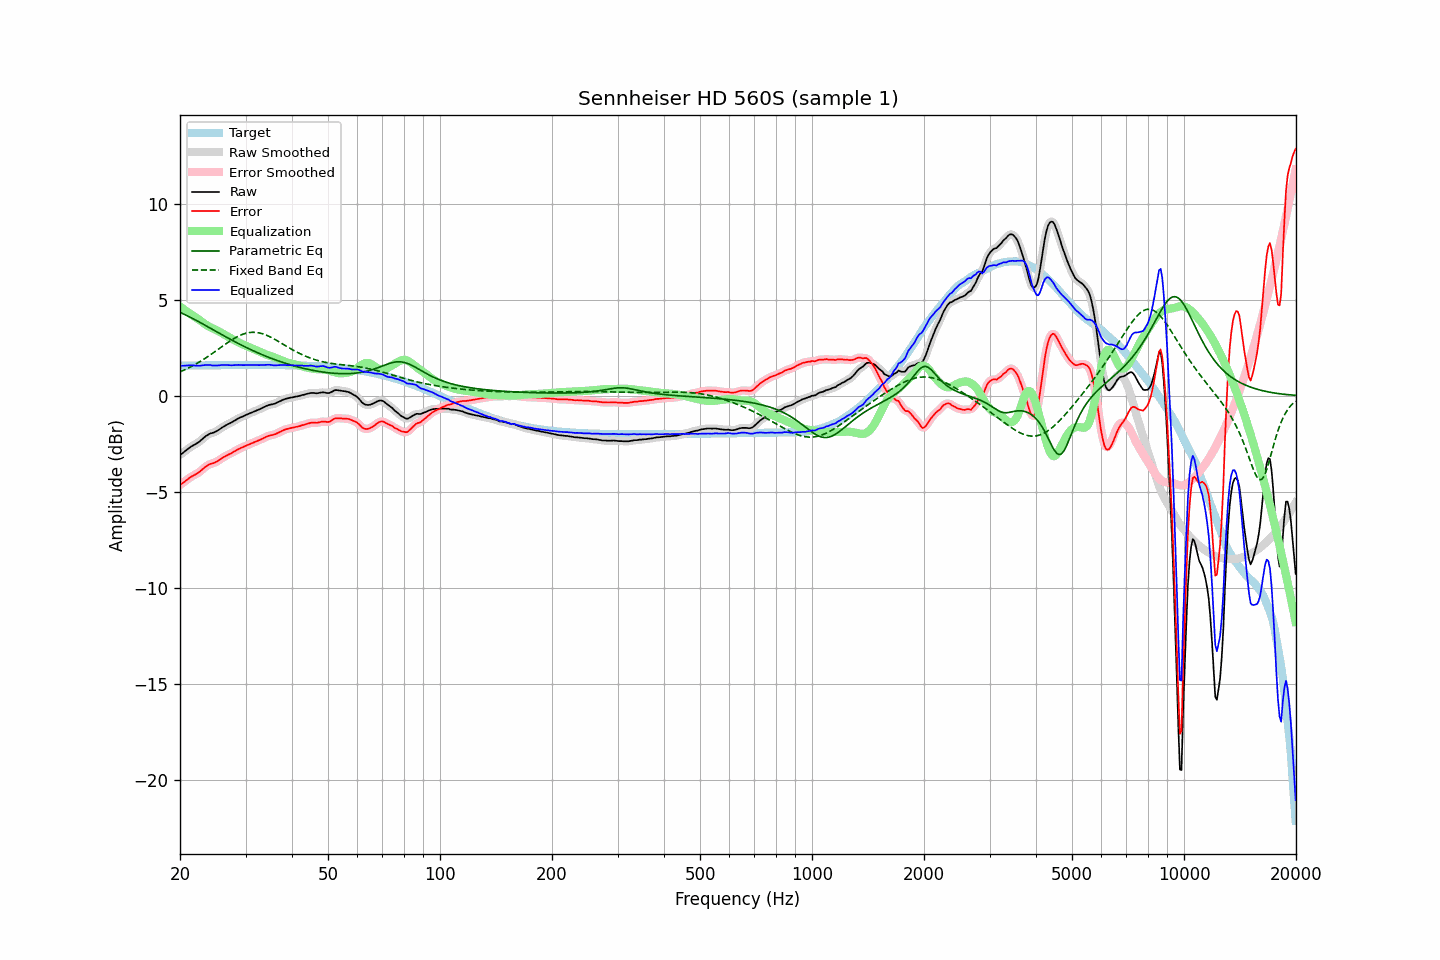 Sennheiser HD 560S (sample 1)
Target
Raw Smoothed
Error Smoothed
Raw
Error
Equalization
Parametric Eq
Fixed Band Eq
Equalized
10
5
0
−5
−10
−15
−20
Amplitude (dBr)
20 50 100 200 500 1000 2000 5000 10000 20000
Frequency (Hz)